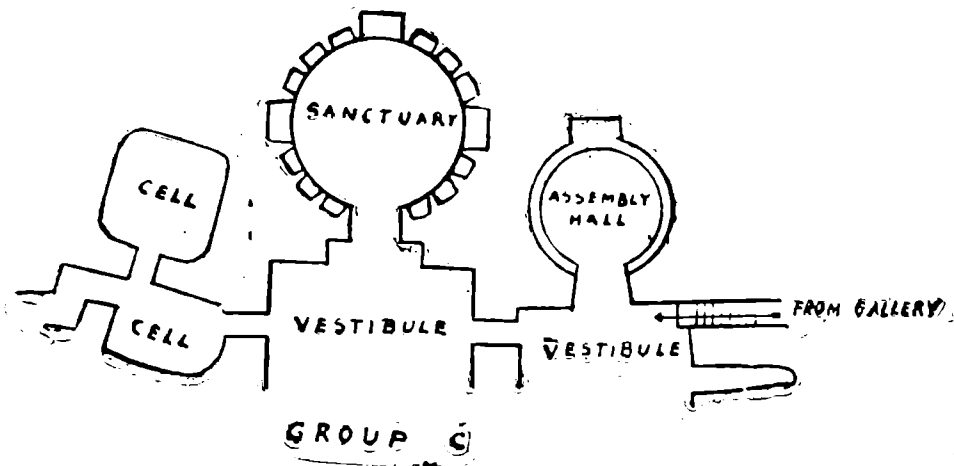 SANCTUARY
CELL
ASSEMBLY
HALL
FROM GALLERY
VESTIBULE
CELL
VESTIBULE
GROUP C